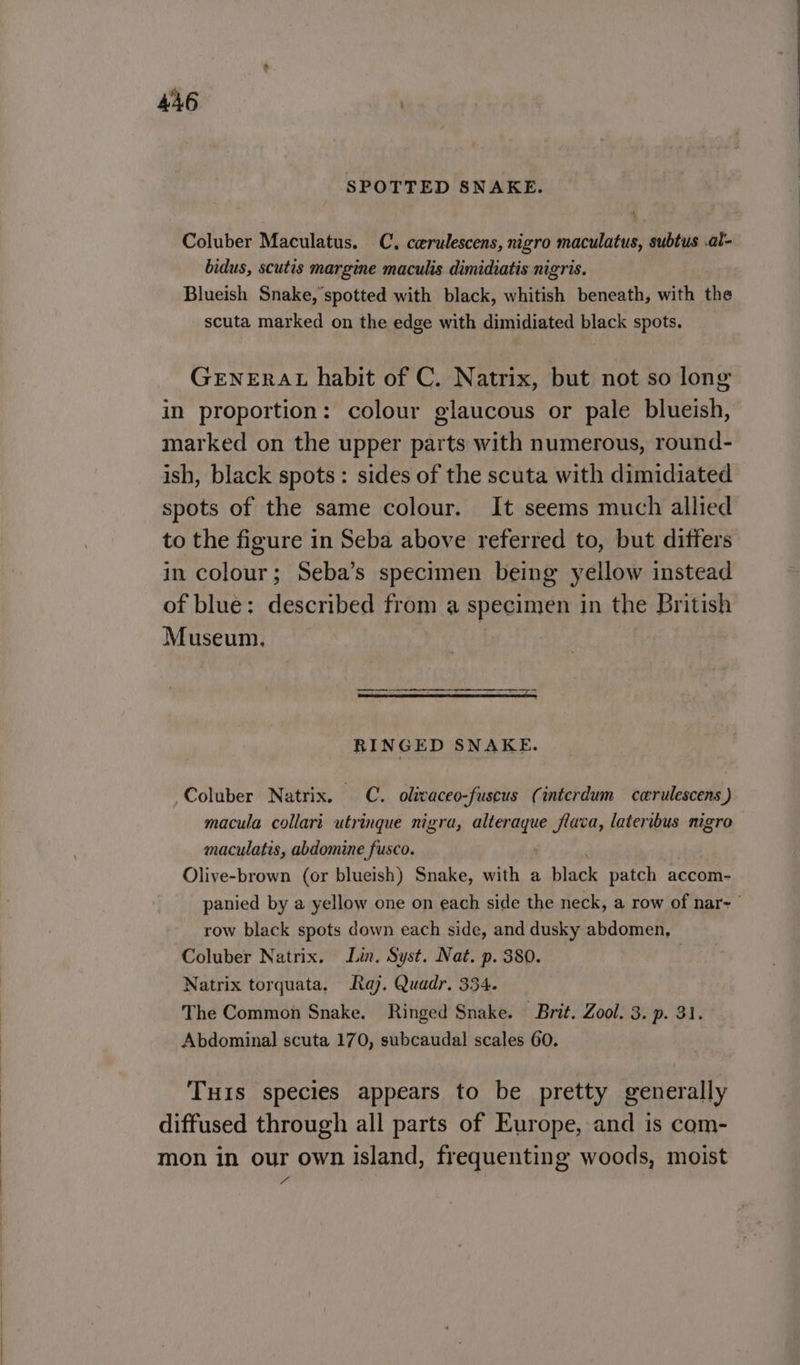 446
SPOTTED SNAKE.
Coluber Maculatus. C. cærulescens, nigro maculatus, subtus al-
bidus, scutis margine maculis dimidiatis nigris.
Blueish Snake, spotted with black, whitish beneath, with the
scuta marked on the edge with dimidiated black spots.
GENERAL habit of C. Natrix, but not so long
in proportion: colour glaucous or pale blueish,
marked on the upper parts with numerous, round-
ish, black spots: sides of the scuta with dimidiated
spots of the same colour. It seems much allied
to the figure in Seba above referred to, but differs
in colour; Seba's specimen being yellow instead
of blue: described from a specimen in the British
Museum.
RINGED SNAKE.
Coluber Natrix. C. olivaceo-fuscus (interdum cærulescens)
macula collari utrinque nigra, alteraque flava, lateribus nigro
maculatis, abdomine fusco.
Olive-brown (or blueish) Snake, with a black patch accom-
panied by a yellow one on each side the neck, a row of nar-
row black spots down each side, and dusky abdomen,
Coluber Natrix. Lin. Syst. Nat. p. 380.
Natrix torquata. Raj. Quadr. 334.
The Common Snake. Ringed Snake. Brit. Zool. 3. p. 31.
Abdominal scuta 170, subcaudal scales 60.
THIS species appears to be pretty generally
diffused through all parts of Europe, and is com-
mon in our own island, frequenting woods, moist